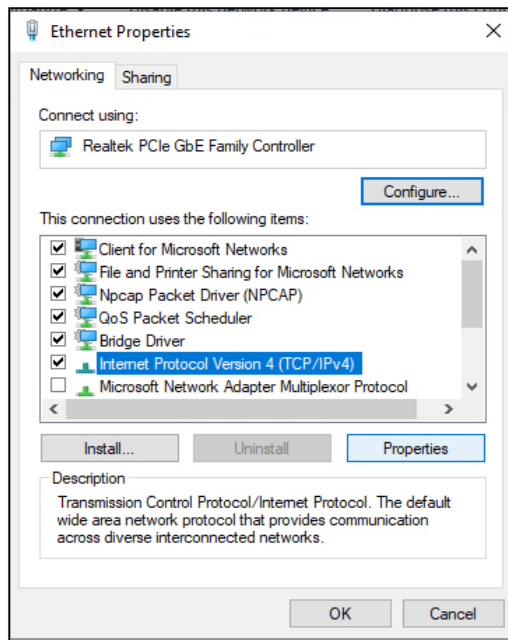 Ethernet Properties
Networking
Sharing
Connect using:
Realtek PCIe GbE Family Controller
Configure...
This connection uses the following items:
Client for Microsoft Networks
File and Printer Sharing for Microsoft Networks
Npcap Packet Driver (NPCAP)
QoS Packet Scheduler
Bridge Driver
Internet Protocol Version 4 (TCP/IPv4)
Microsoft Network Adapter Multiplexor Protocol
Install...
Uninstall
Properties
Description
Transmission Control Protocol/Internet Protocol. The default
wide area network protocol that provides communication
across diverse interconnected networks.
OK
Cancel